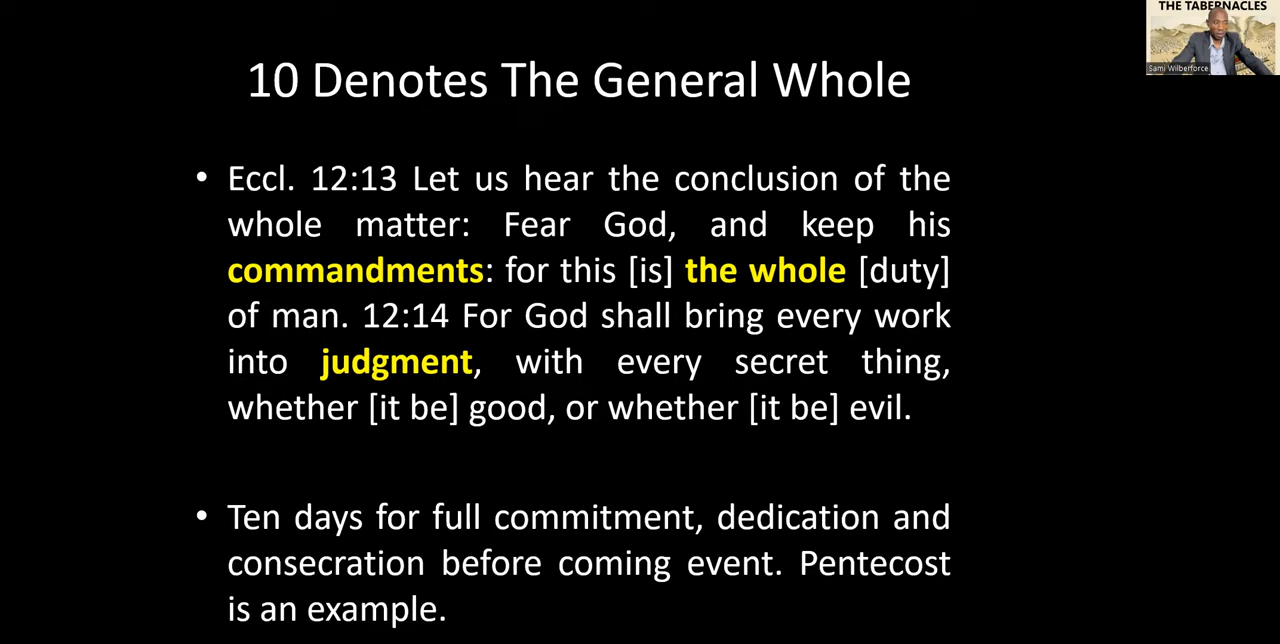 THE TABERNACLES
Sami Wilberforce
10 Denotes The General Whole
• Eccl. 12:13 Let us hear the conclusion of the
whole matter: Fear God, and keep his
commandments: for this [is] the whole [duty]
of man. 12:14 For God shall bring every work
into judgment, with every secret thing,
whether [it be] good, or whether [it be] evil.
• Ten days for full commitment, dedication and
consecration before coming event. Pentecost
is an example.